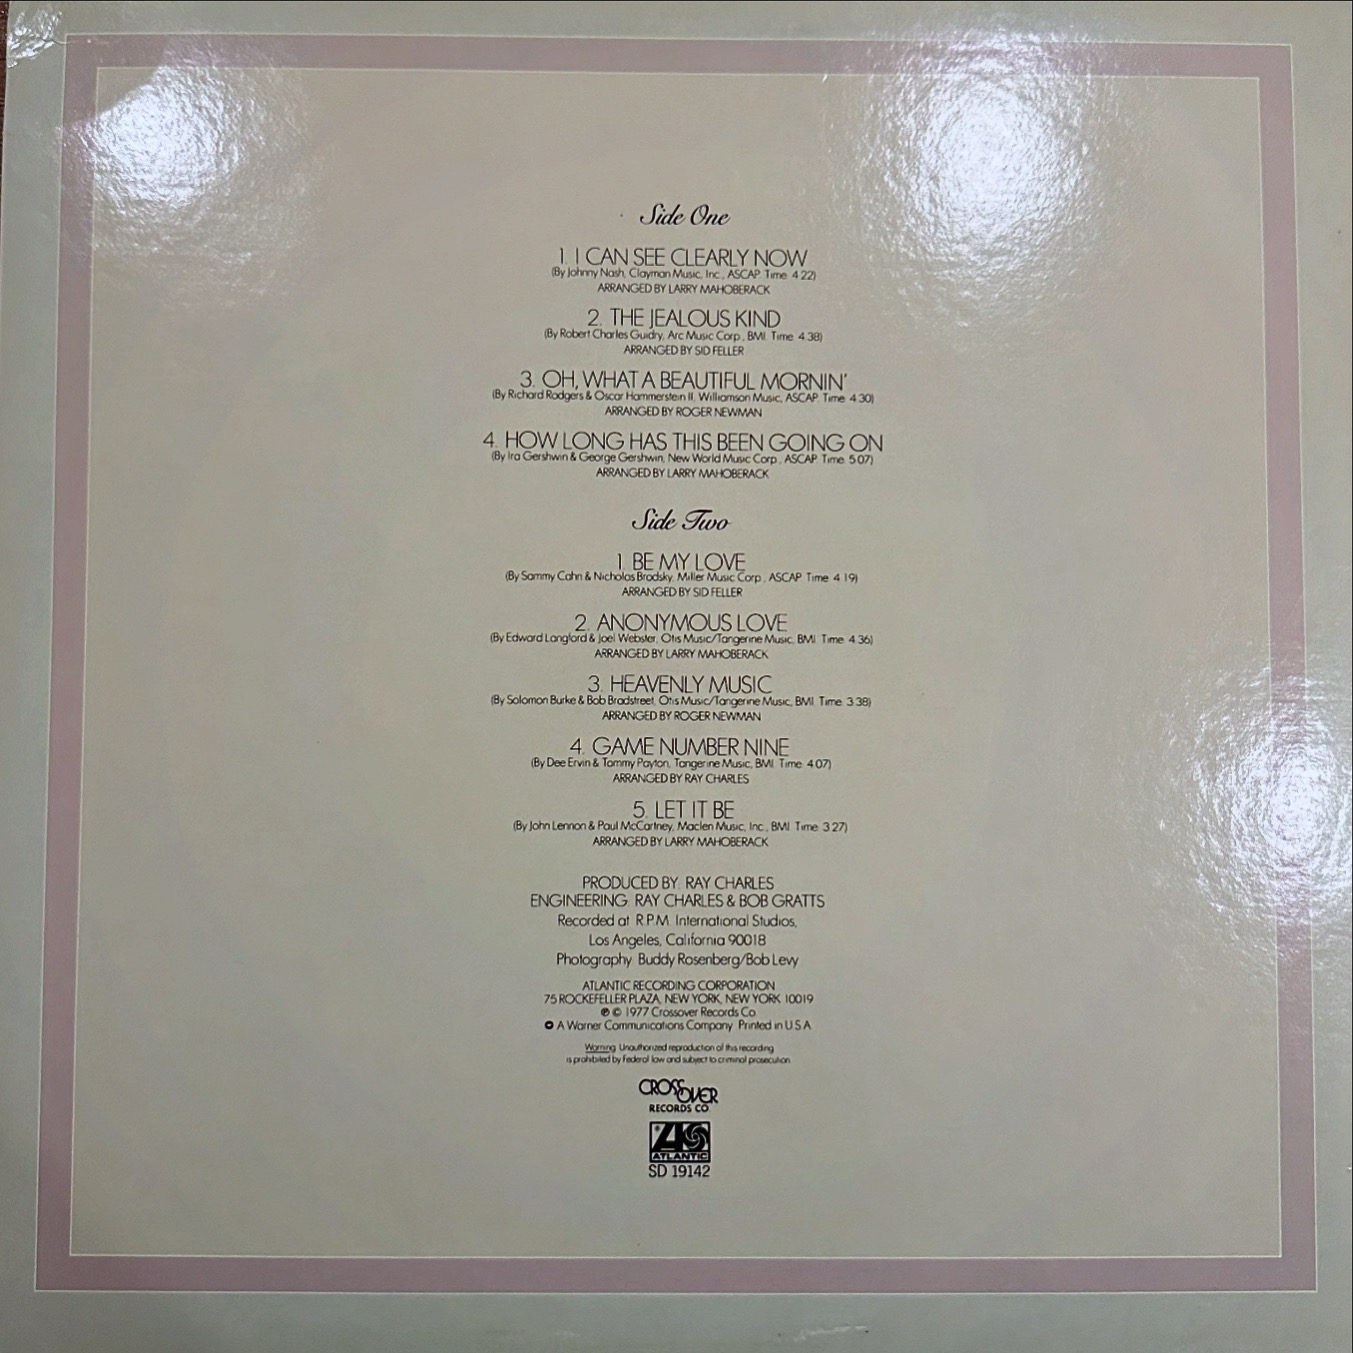 Side One
1. I CAN SEE CLEARLY NOW
(By Johnny Nash, Clayman Music, Inc., ASCAP. Time: 4:22)
ARRANGED BY LARRY MAHOBERACK
2. THE JEALOUS KIND
(By Robert Charles Guidry, Arc Music Corp., BMI. Time: 4:38)
ARRANGED BY SID FELLER
3. OH, WHAT A BEAUTIFUL MORNIN'
(By Richard Rodgers & Oscar Hammerstein II, Williamson Music, ASCAP. Time: 4:30)
ARRANGED BY ROGER NEWMAN
4. HOW LONG HAS THIS BEEN GOING ON
(By Ira Gershwin & George Gershwin, New World Music Corp., ASCAP. Time: 5:07)
ARRANGED BY LARRY MAHOBERACK
Side Two
1. BE MY LOVE
(By Sammy Cahn & Nicholas Brodsky, Miller Music Corp., ASCAP. Time: 4:19)
ARRANGED BY SID FELLER
2. ANONYMOUS LOVE
(By Edward Langford & Joel Webster, Otis Music/Tangerine Music, BMI. Time: 4:36)
ARRANGED BY LARRY MAHOBERACK
3. HEAVENLY MUSIC
(By Solomon Burke & Bob Bradstreet, Otis Music/Tangerine Music, BMI. Time: 3:38)
ARRANGED BY ROGER NEWMAN
4. GAME NUMBER NINE
(By Dee Ervin & Tommy Payton, Tangerine Music, BMI. Time: 4:07)
ARRANGED BY RAY CHARLES
5. LET IT BE
(By John Lennon & Paul McCartney, Maclen Music, Inc., BMI. Time: 3:27)
ARRANGED BY LARRY MAHOBERACK
PRODUCED BY: RAY CHARLES
ENGINEERING: RAY CHARLES & BOB GRATTS
Recorded at R.P.M. International Studios,
Los Angeles, California 90018
Photography: Buddy Rosenberg/Bob Levy
ATLANTIC RECORDING CORPORATION
75 ROCKEFELLER PLAZA, NEW YORK, NEW YORK 10019
℗ © 1977 Crossover Records Co.
A Warner Communications Company Printed in U.S.A.
Warning: Unauthorized reproduction of this recording
is prohibited by Federal law and subject to criminal prosecution
CROSSOVER
RECORDS CO.
ATLANTIC
SD 19142